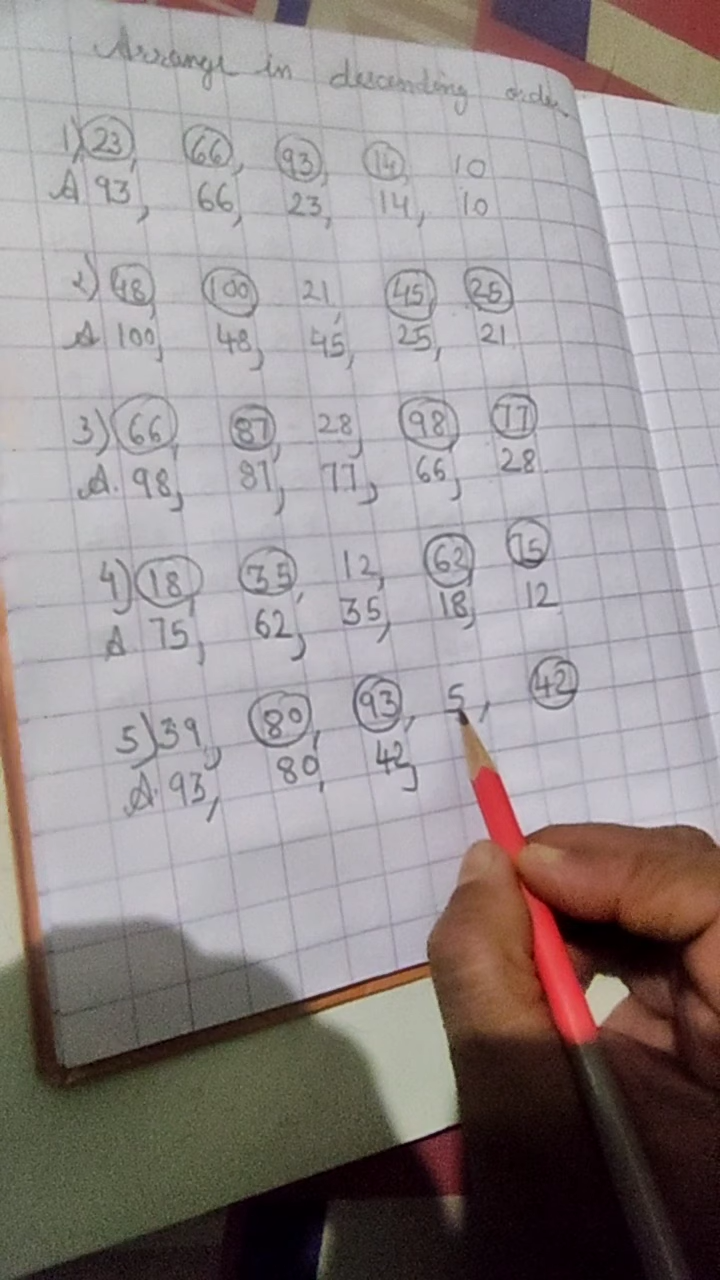 Arrange in descending order
1) 23, 66, 93, 14, 10
A 93, 66, 23, 14, 10
2) 48, 100, 21, 45, 25
A 100, 48, 45, 25, 21
3) 66, 87, 28, 98, 77
A. 98, 87, 77, 66, 28
4) 18, 35, 12, 62, 75
A 75, 62, 35, 18, 12
5) 39, 80, 93, 5, 42
A. 93, 80, 42,